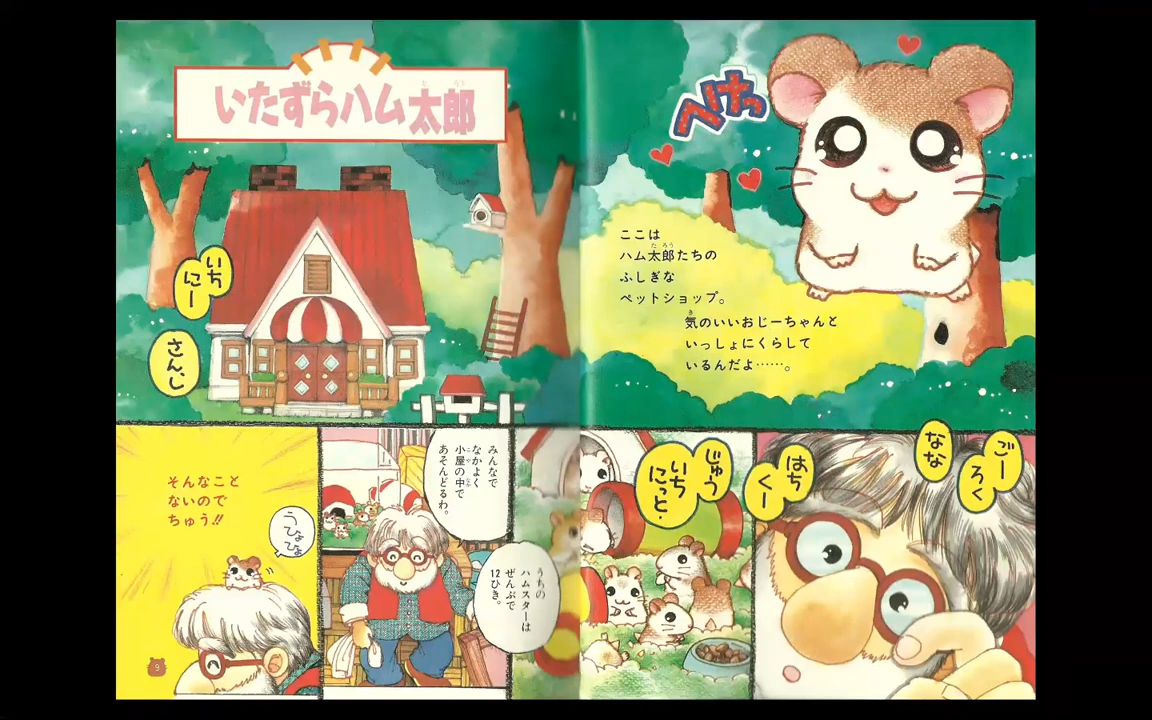 いたずらハム太郎
へけっ
ここは
ハム太郎たちの
ふしぎな
ペットショップ。
気のいいおじーちゃんと
いっしょにくらして
いるんだよ……。
いち
にー
さん、し
ごー
ろく
なな
はち
くー
じゅう
いち
にっと.
うちの
ハムスターは
ぜんぶで
12ひき。
みんなで
なかよく
小屋の中で
あそんどるわ。
そんなこと
ないので
ちゅう!!
うひょ
ひょ
9